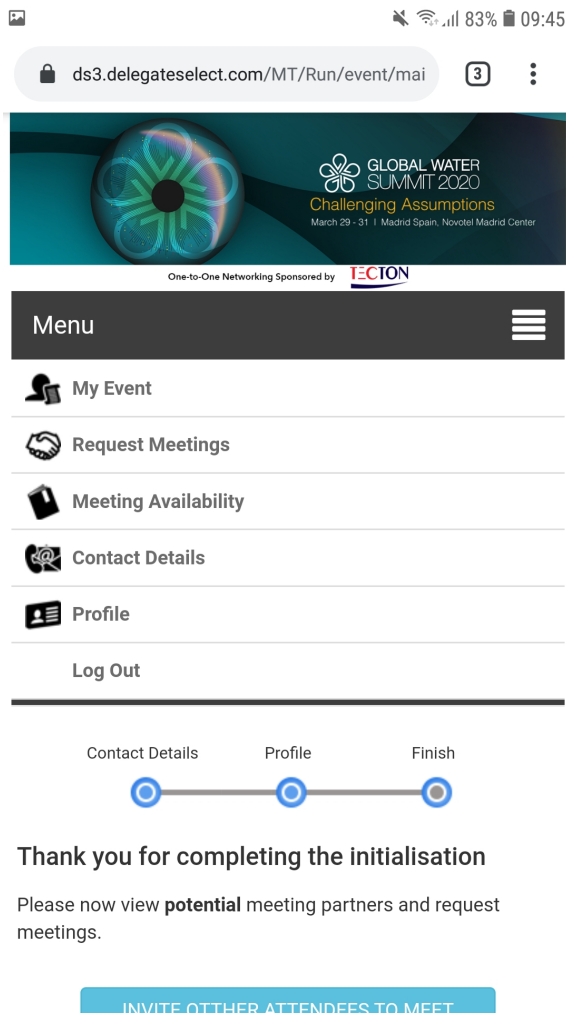 83% 09:45
ds3.delegateselect.com/MT/Run/event/mai
3
GLOBAL WATER
SUMMIT 2020
Challenging Assumptions
March 29 - 31 | Madrid Spain, Novotel Madrid Center
One-to-One Networking Sponsored by TECTON
Menu
My Event
Request Meetings
Meeting Availability
Contact Details
Profile
Log Out
Contact Details Profile Finish
Thank you for completing the initialisation
Please now view potential meeting partners and request
meetings.
INVITE OTTHER ATTENDEES TO MEET